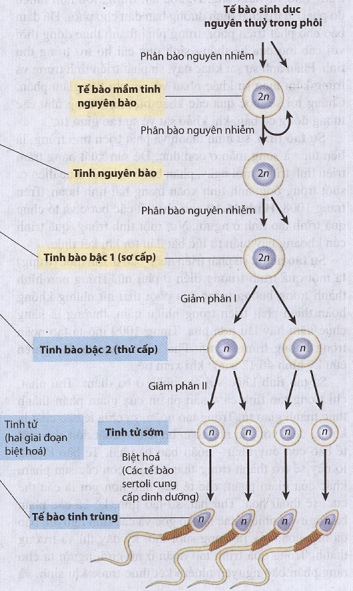 Tế bào sinh dục
nguyên thuỷ trong phôi
Phân bào nguyên nhiễm
Tế bào mầm tinh
nguyên bào
2n
Phân bào nguyên nhiễm
Tinh nguyên bào
2n
Phân bào nguyên nhiễm
Tinh bào bậc 1 (sơ cấp)
2n
Giảm phân I
Tinh bào bậc 2 (thứ cấp)
n
n
Giảm phân II
Tinh tử
(hai giai đoạn
biệt hoá)
Tinh tử sớm
n
n
n
n
Biệt hoá
(Các tế bào
sertoli cung
cấp dinh dưỡng)
Tế bào tinh trùng
n
n
n
n